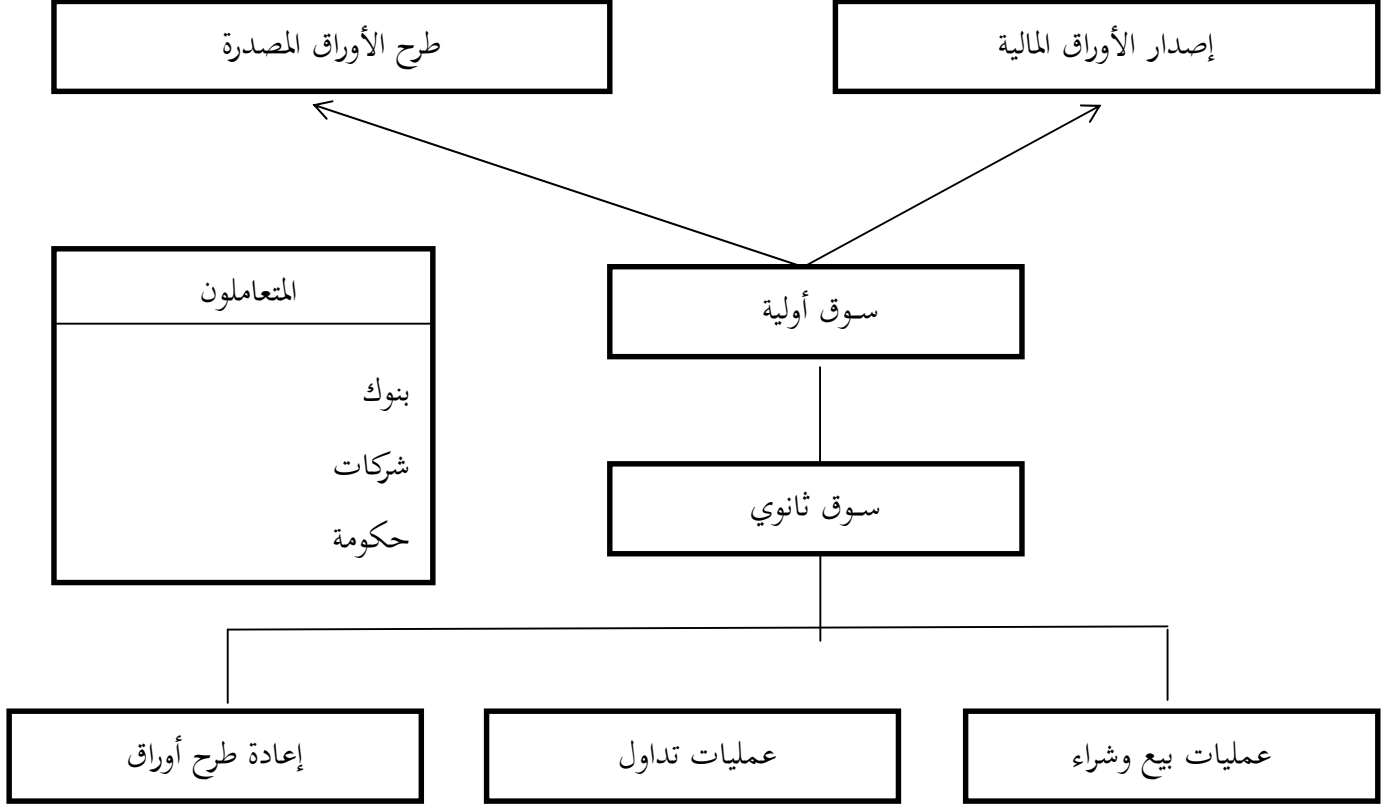 إصدار الأوراق المالية
طرح الأوراق المصدرة
سوق أولية
المتعاملون
بنوك
شركات
حكومة
سوق ثانوي
عمليات بيع وشراء
عمليات تداول
إعادة طرح أوراق